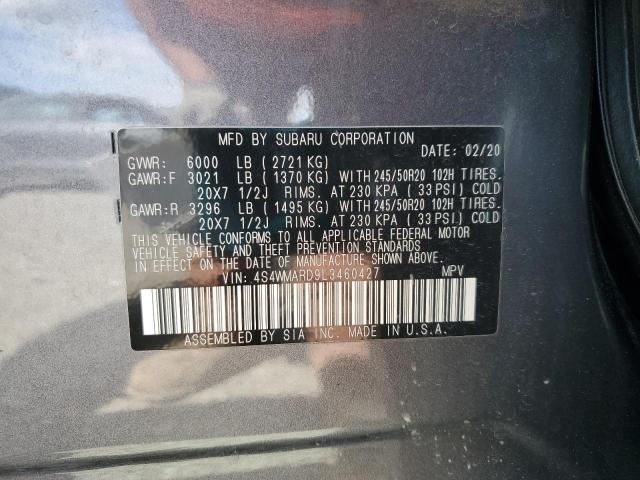 MFD BY SUBARU CORPORATION
DATE: 02/20
GVWR: 6000 LB ( 2721 KG)
GAWR:F 3021 LB ( 1370 KG) WITH 245/50R20 102H TIRES.
20X7 1/2J RIMS. AT 230 KPA ( 33 PSI) COLD
GAWR:R 3296 LB ( 1495 KG) WITH 245/50R20 102H TIRES.
20X7 1/2J RIMS. AT 230 KPA ( 33 PSI) COLD
THIS VEHICLE CONFORMS TO ALL APPLICABLE FEDERAL MOTOR
VEHICLE SAFETY AND THEFT PREVENTION STANDARDS
IN EFFECT ON THE DATE OF MANUFACTURE SHOWN ABOVE.
VIN: 4S4WMARD9L3460427 MPV
ASSEMBLED BY SIA INC. MADE IN U.S.A.